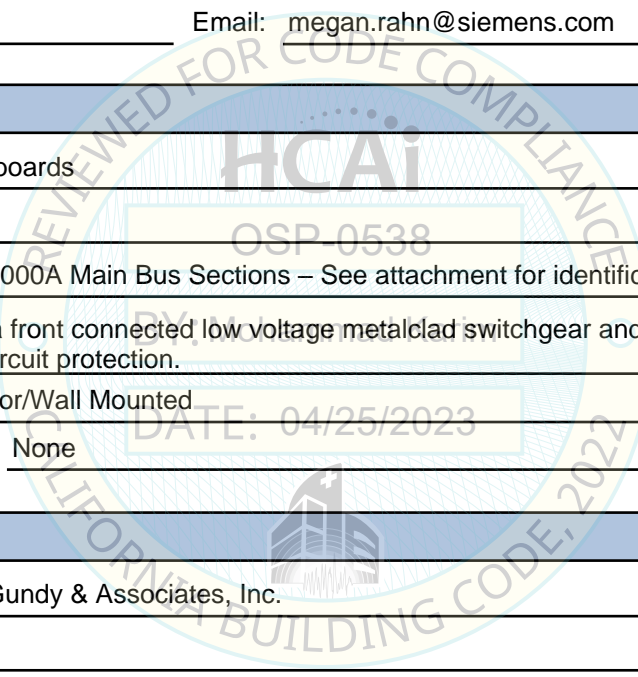 Email: megan.rahn@siemens.com
REVIEWED FOR CODE COMPLIANCE
HCAi
boards
OSP-0538
000A Main Bus Sections – See attachment for identific
a front connected low voltage metalclad switchgear and
BY: Mohammad Karim
rcuit protection.
or/Wall Mounted
DATE: 04/25/2023
None
Gundy & Associates, Inc.
CALIFORNIA BUILDING CODE, 2022